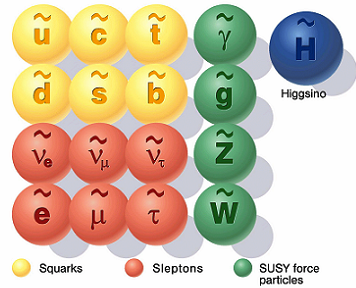 ũ c̃ t̃ γ̃ H̃
Higgsino
d̃ s̃ b̃ g̃
ν̃e ν̃μ ν̃τ Z̃
ẽ μ̃ τ̃ W̃
Squarks Sleptons SUSY force
particles